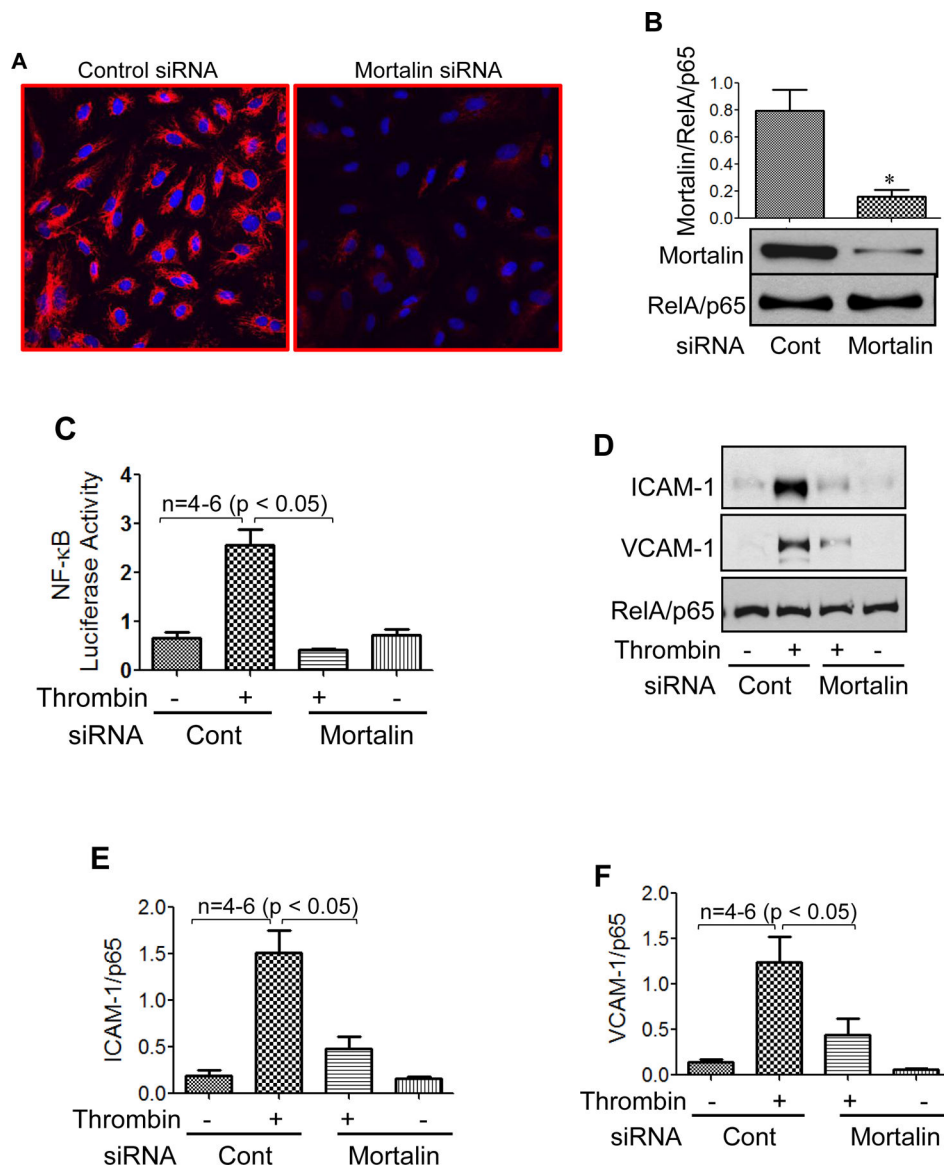 A
Control siRNA
Mortalin siRNA
B
Mortalin/RelA/p65
1.0
0.8
0.6
0.4
0.2
0.0
*
Mortalin
RelA/p65
siRNA Cont Mortalin
C
NF-κB
Luciferase Activity
4
3
2
1
0
n=4-6 (p < 0.05)
Thrombin - + + -
siRNA Cont Mortalin
D
ICAM-1
VCAM-1
RelA/p65
Thrombin - + + -
siRNA Cont Mortalin
E
ICAM-1/p65
2.0
1.5
1.0
0.5
0.0
n=4-6 (p < 0.05)
Thrombin - + + -
siRNA Cont Mortalin
F
VCAM-1/p65
2.0
1.5
1.0
0.5
0.0
n=4-6 (p < 0.05)
Thrombin - + + -
siRNA Cont Mortalin